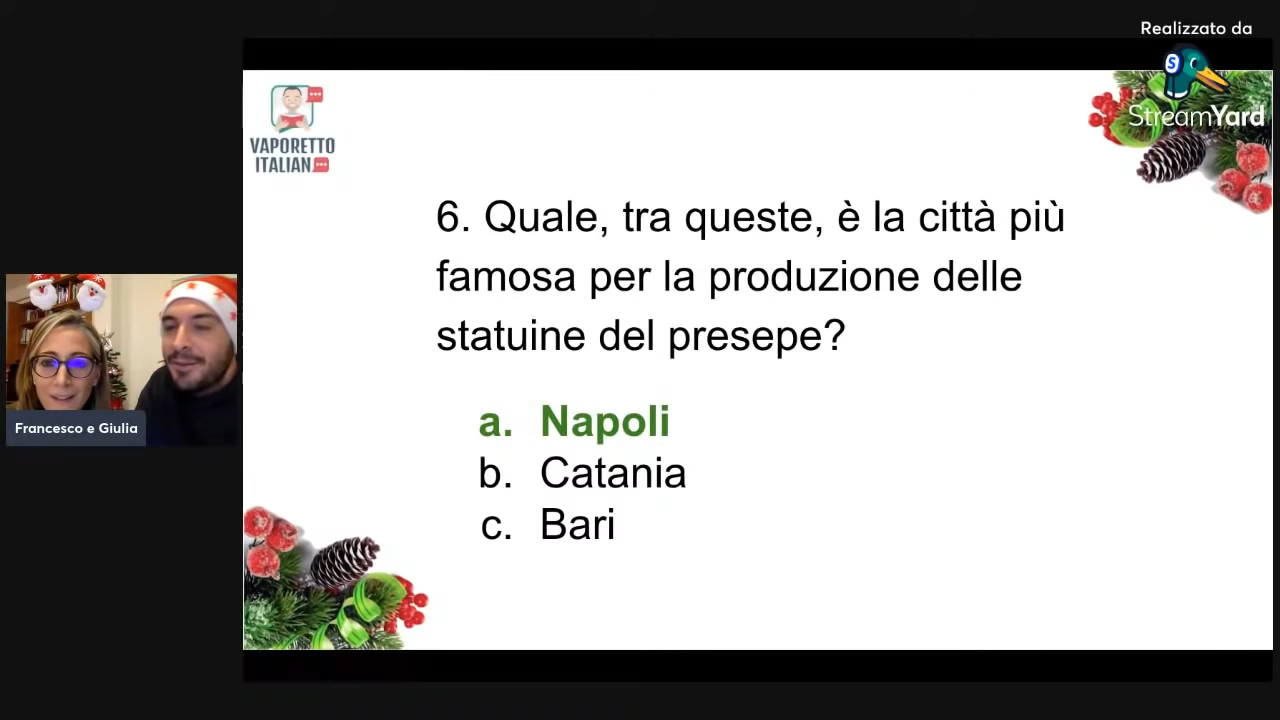 Realizzato da
StreamYard
VAPORETTO
ITALIAN
6. Quale, tra queste, è la città più
famosa per la produzione delle
statuine del presepe?
a. Napoli
b. Catania
c. Bari
Francesco e Giulia